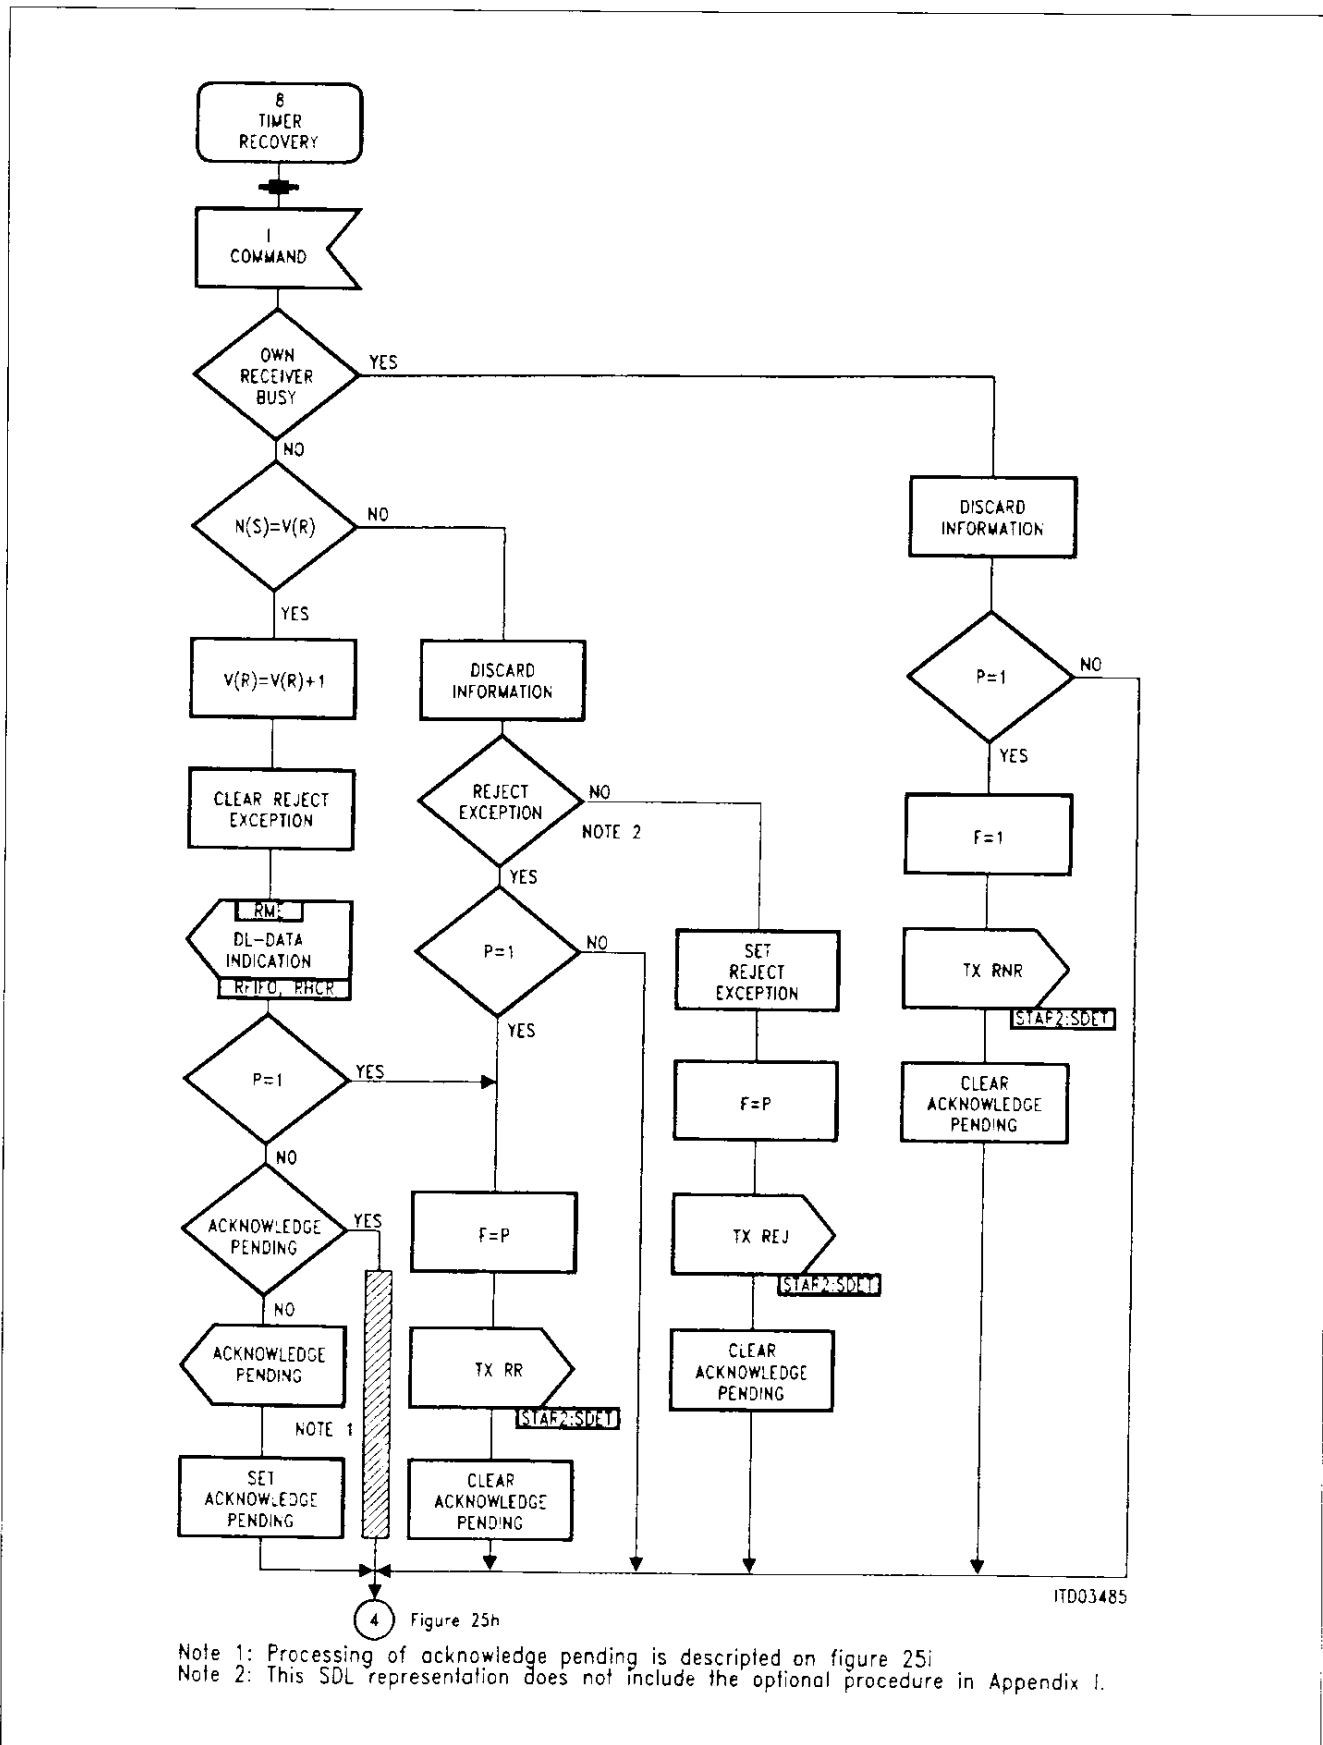 8
TIMER
RECOVERY
I
COMMAND
OWN
RECEIVER
BUSY
YES
NO
N(S)=V(R)
NO
YES
DISCARD
INFORMATION
V(R)=V(R)+1
DISCARD
INFORMATION
P=1
NO
YES
CLEAR REJECT
EXCEPTION
REJECT
EXCEPTION
NO
NOTE 2
YES
F=1
RME
DL-DATA
INDICATION
RFIFO, RHCR
P=1
NO
YES
SET
REJECT
EXCEPTION
TX RNR
STAR2:SDET
P=1
YES
NO
F=P
CLEAR
ACKNOWLEDGE
PENDING
ACKNOWLEDGE
PENDING
YES
NO
F=P
TX REJ
STAR2:SDET
ACKNOWLEDGE
PENDING
NOTE 1
TX RR
STAR2:SDET
CLEAR
ACKNOWLEDGE
PENDING
SET
ACKNOWLEDGE
PENDING
CLEAR
ACKNOWLEDGE
PENDING
ITD03485
4 Figure 25h
Note 1: Processing of acknowledge pending is descripted on figure 25i
Note 2: This SDL representation does not include the optional procedure in Appendix I.